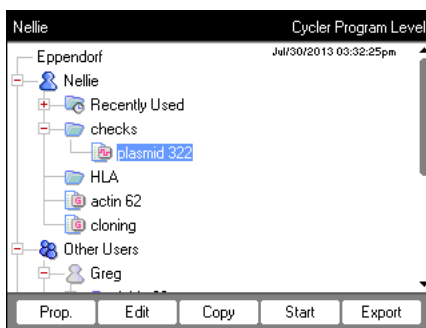 Nellie Cycler Program Leve
Eppendorf Jul/30/2013 03:32:25pm
Nellie
Recently Used
checks
plasmid 322
HLA
actin 62
cloning
Other Users
Greg
Prop. Edit Copy Start Export